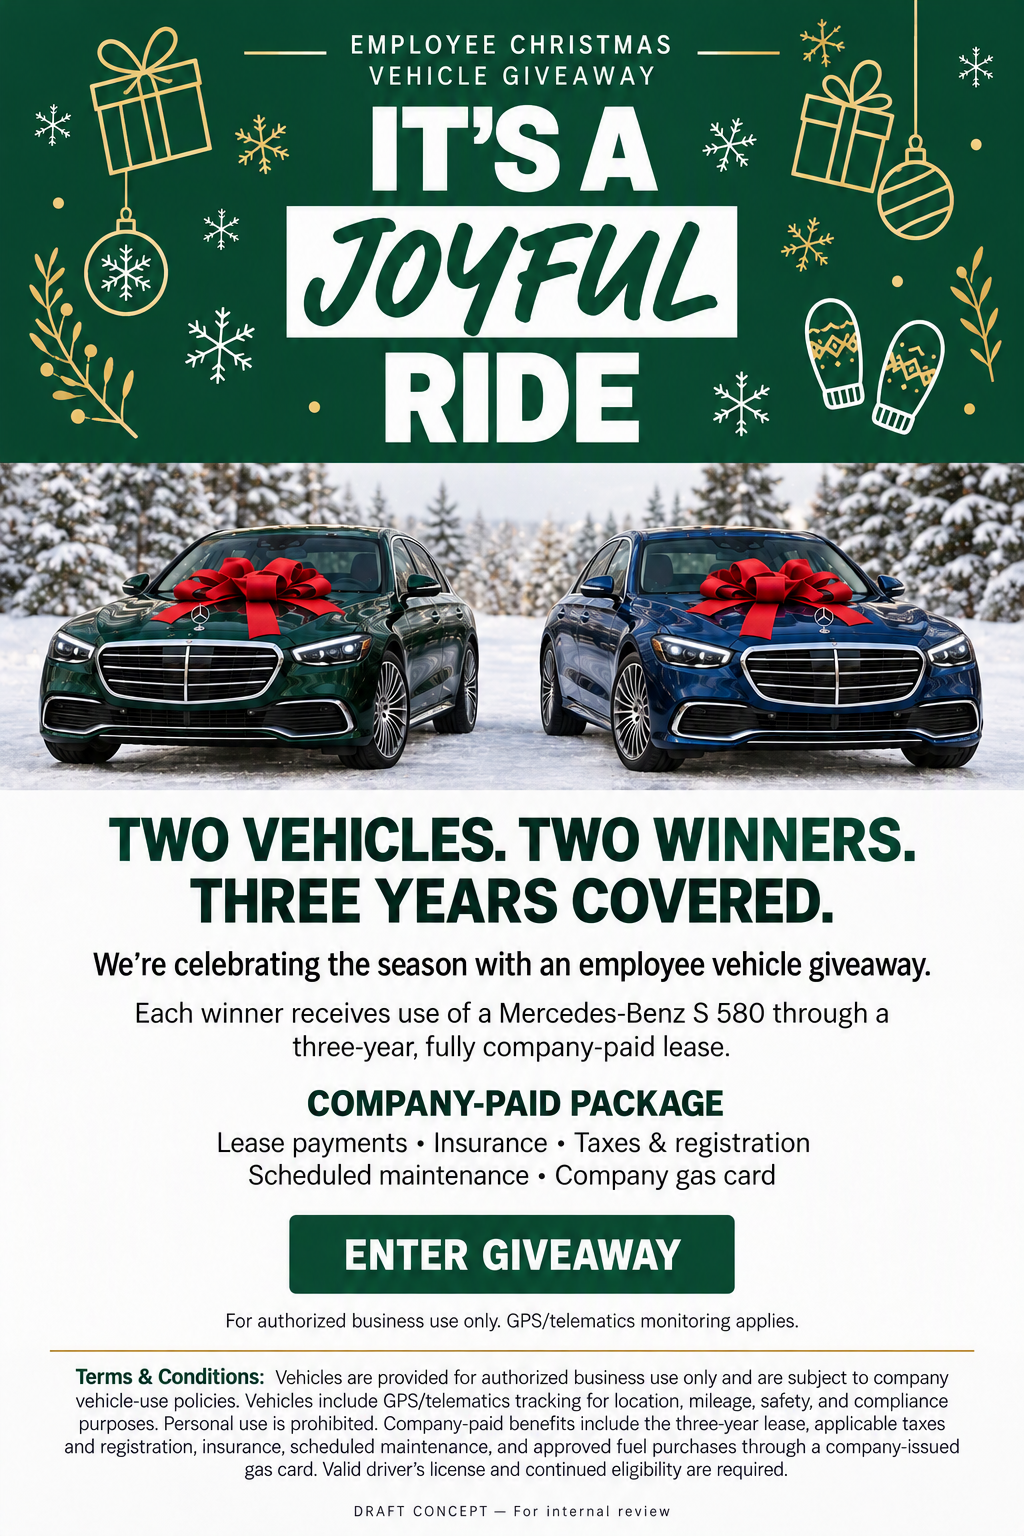 EMPLOYEE CHRISTMAS
VEHICLE GIVEAWAY
IT'S A
JOYFUL
RIDE
TWO VEHICLES. TWO WINNERS.
THREE YEARS COVERED.
We're celebrating the season with an employee vehicle giveaway.
Each winner receives use of a Mercedes-Benz S 580 through a
three-year, fully company-paid lease.
COMPANY-PAID PACKAGE
Lease payments • Insurance • Taxes & registration
Scheduled maintenance • Company gas card
ENTER GIVEAWAY
For authorized business use only. GPS/telematics monitoring applies.
Terms & Conditions: Vehicles are provided for authorized business use only and are subject to company
vehicle-use policies. Vehicles include GPS/telematics tracking for location, mileage, safety, and compliance
purposes. Personal use is prohibited. Company-paid benefits include the three-year lease, applicable taxes
and registration, insurance, scheduled maintenance, and approved fuel purchases through a company-issued
gas card. Valid driver's license and continued eligibility are required.
DRAFT CONCEPT — For internal review